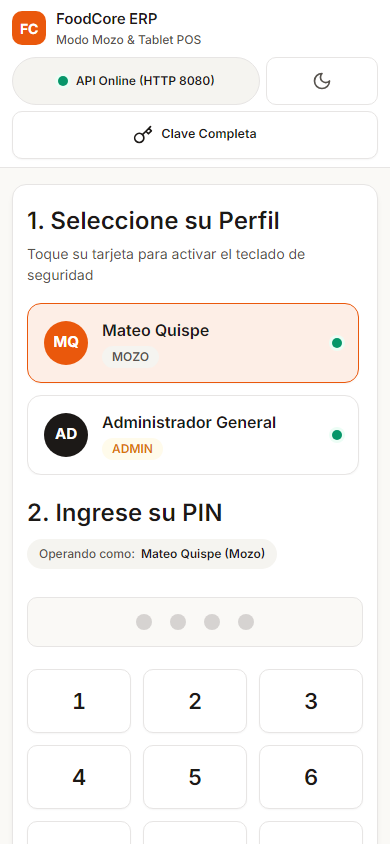 FC
FoodCore ERP
Modo Mozo & Tablet POS
API Online (HTTP 8080)
Clave Completa
1. Seleccione su Perfil
Toque su tarjeta para activar el teclado de
seguridad
MQ
Mateo Quispe
MOZO
AD
Administrador General
ADMIN
2. Ingrese su PIN
Operando como: Mateo Quispe (Mozo)
1 2 3
4 5 6